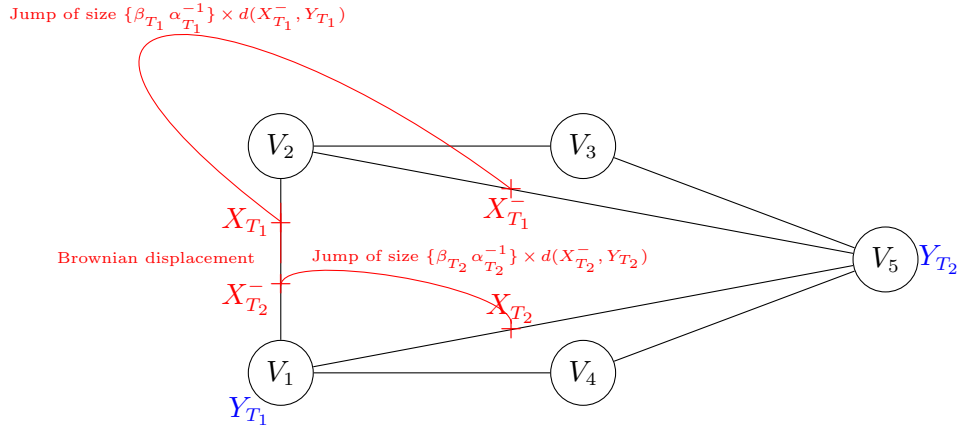 Jump of size {β_{T_1} α_{T_1}^{-1}} × d(X_{T_1}^-, Y_{T_1})
V_2
V_3
X_{T_1}^-
X_{T_1}
Brownian displacement
Jump of size {β_{T_2} α_{T_2}^{-1}} × d(X_{T_2}^-, Y_{T_2})
V_5
Y_{T_2}
X_{T_2}^-
X_{T_2}
V_1
V_4
Y_{T_1}